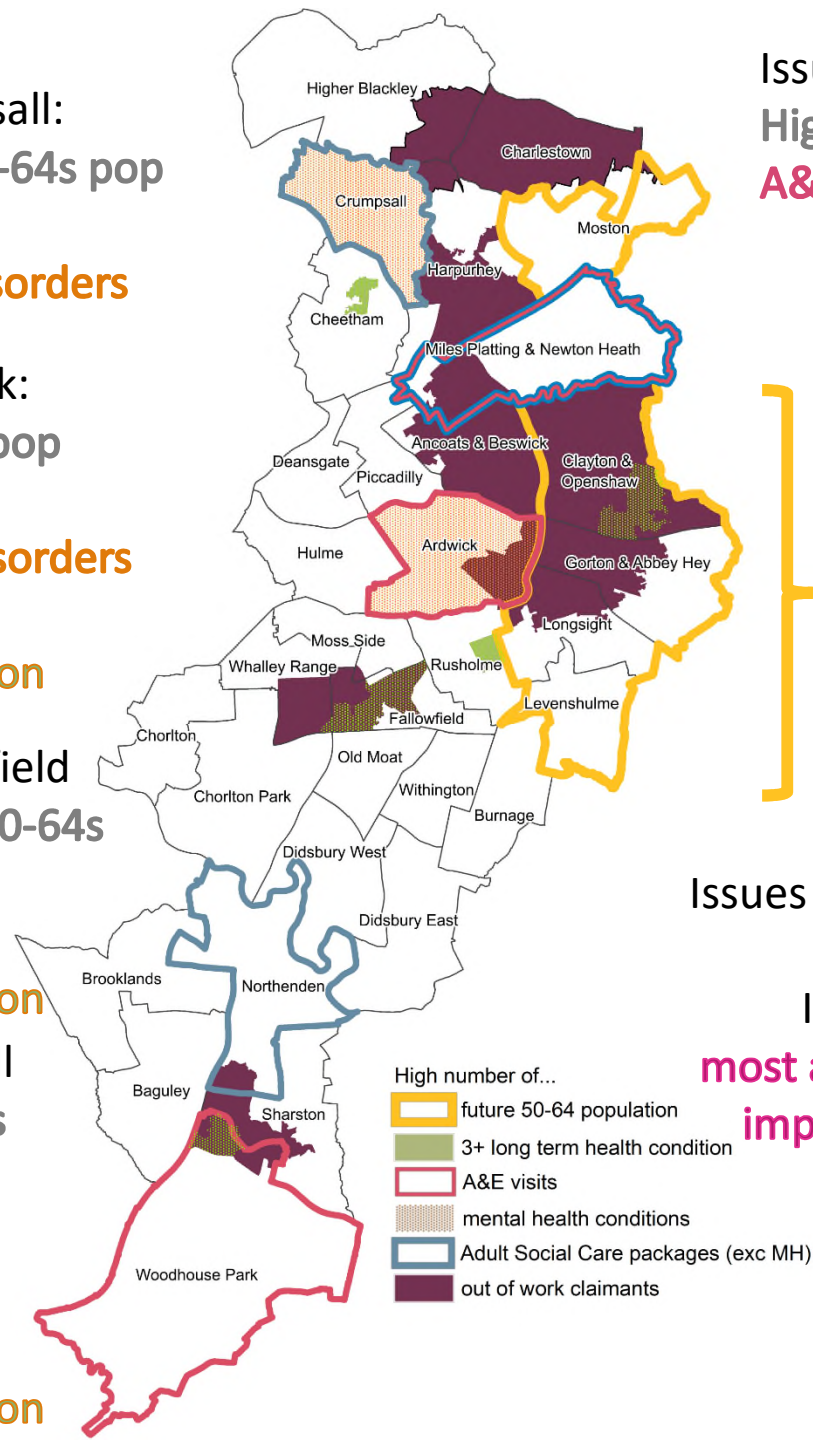 sall:
-64s pop
sorders
k:
pop
sorders
on
field
0-64s
on
l
s
on
Higher Blackley
Charlestown
Crumpsall
Moston
Harpurhey
Cheetham
Miles Platting & Newton Heath
Ancoats & Beswick
Deansgate
Piccadilly
Clayton &
Openshaw
Hulme
Ardwick
Gorton & Abbey Hey
Longsight
Moss Side
Whalley Range
Rusholme
Levenshulme
Fallowfield
Chorlton
Old Moat
Chorlton Park
Withington
Burnage
Didsbury West
Didsbury East
Brooklands
Northenden
Baguley
Sharston
Woodhouse Park
High number of...
future 50-64 population
3+ long term health condition
A&E visits
mental health conditions
Adult Social Care packages (exc MH)
out of work claimants
Issu
Hig
A&
Issues
I
most a
imp